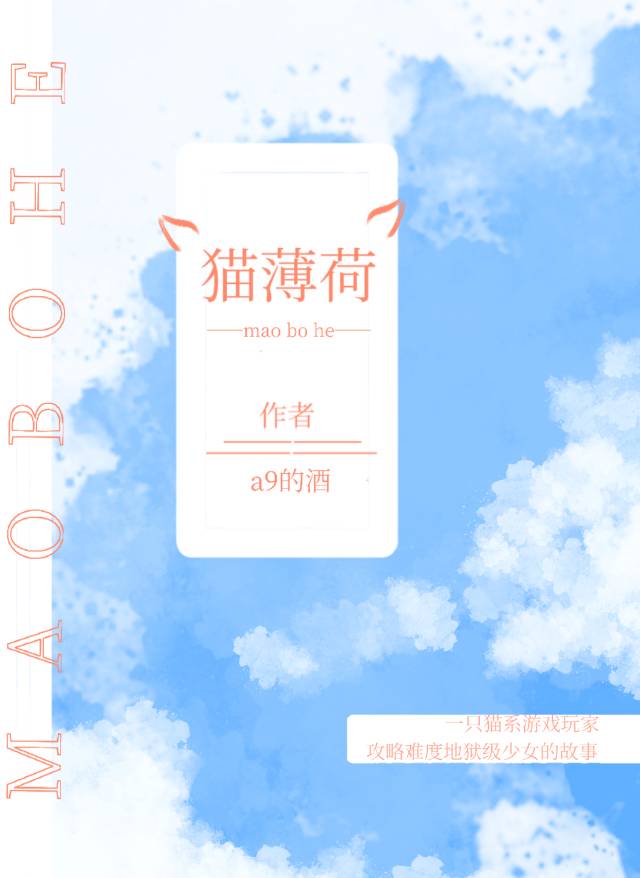 MAOBOHE
猫薄荷
mao bo he
作者
a9的酒
一只猫系游戏玩家
攻略难度地狱级少女的故事